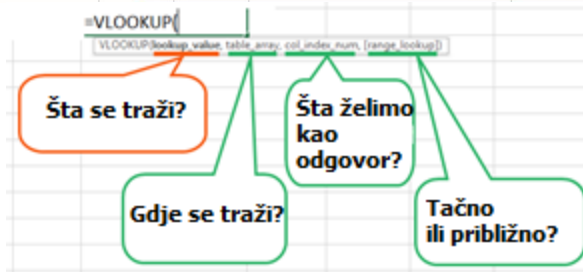 =VLOOKUP(
VLOOKUP(lookup_value, table_array, col_index_num, [range_lookup])
Šta se traži?
Šta želimo
kao
odgovor?
Gdje se traži?
Tačno
ili približno?